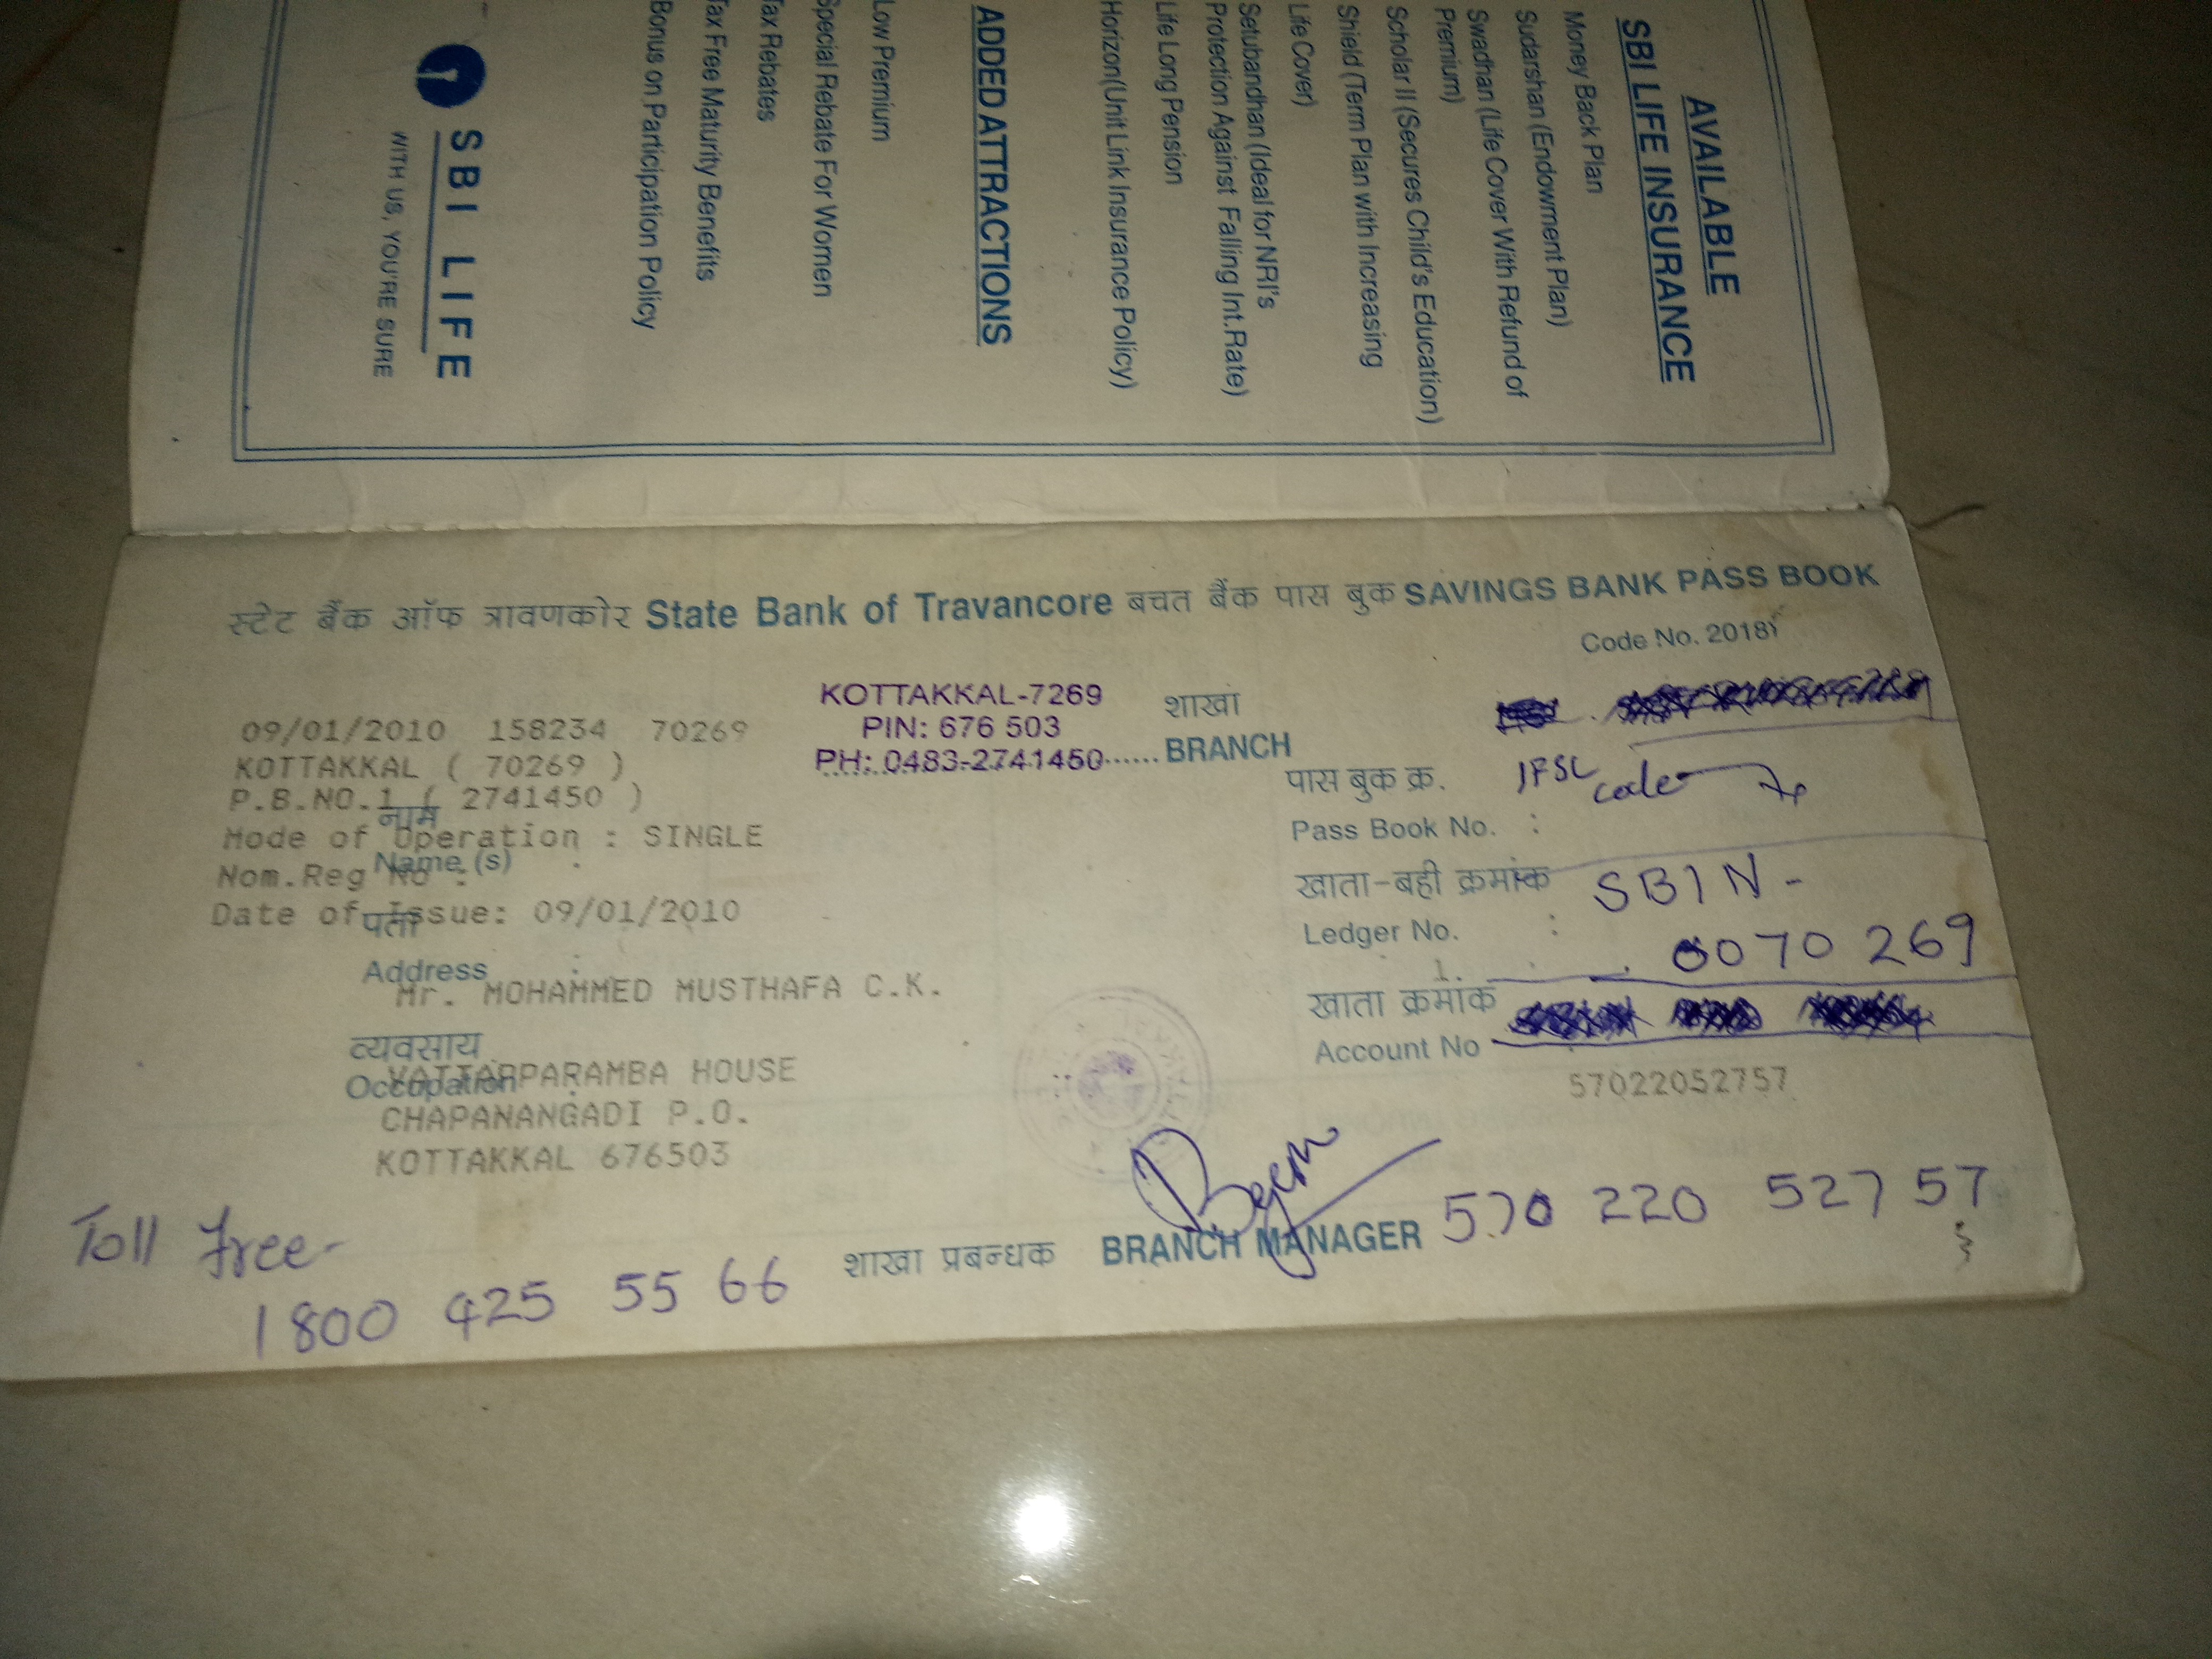 AVAILABLE
SBI LIFE INSURANCE
Money Back Plan
Sudarshan (Endowment Plan)
Swadhan (Life Cover With Refund of
Premium)
Scholar II (Secures Child's Education)
Shield (Term Plan with Increasing
Life Cover)
Setubandhan (Ideal for NRI's
Protection Against Falling Int.Rate)
Life Long Pension
Horizon(Unit Link Insurance Policy)
ADDED ATTRACTIONS
Low Premium
Special Rebate For Women
Tax Rebates
Tax Free Maturity Benefits
Bonus on Participation Policy
SBI LIFE
WITH US, YOU'RE SURE
स्टेट बैंक ऑफ त्रावणकोर State Bank of Travancore बचत बैंक पास बुक SAVINGS BANK PASS BOOK
Code No. 20181
KOTTAKKAL-7269
PIN: 676 503
PH: 0483-2741450...... BRANCH
शाखा
09/01/2010 158234 70269
KOTTAKKAL ( 70269 )
P.B.NO.1 ( 2741450 )
नाम
Mode of Operation : SINGLE
Name (s) :
Nom.Reg No :
Date of Issue: 09/01/2010
पता
Address :
Mr. MOHAMMED MUSTHAFA C.K.
व्यवसाय
Occupation :
HOUSE
CHAPANANGADI P.O.
KOTTAKKAL 676503
पास बुक क्र.
Pass Book No. :
IFSC code
खाता-बही क्रमांक
Ledger No. :
SBIN-
0070 269
1.
खाता क्रमांक
Account No
57022052757
570 220 527 57
शाखा प्रबन्धक BRANCH MANAGER
Toll Free-
1800 425 55 66